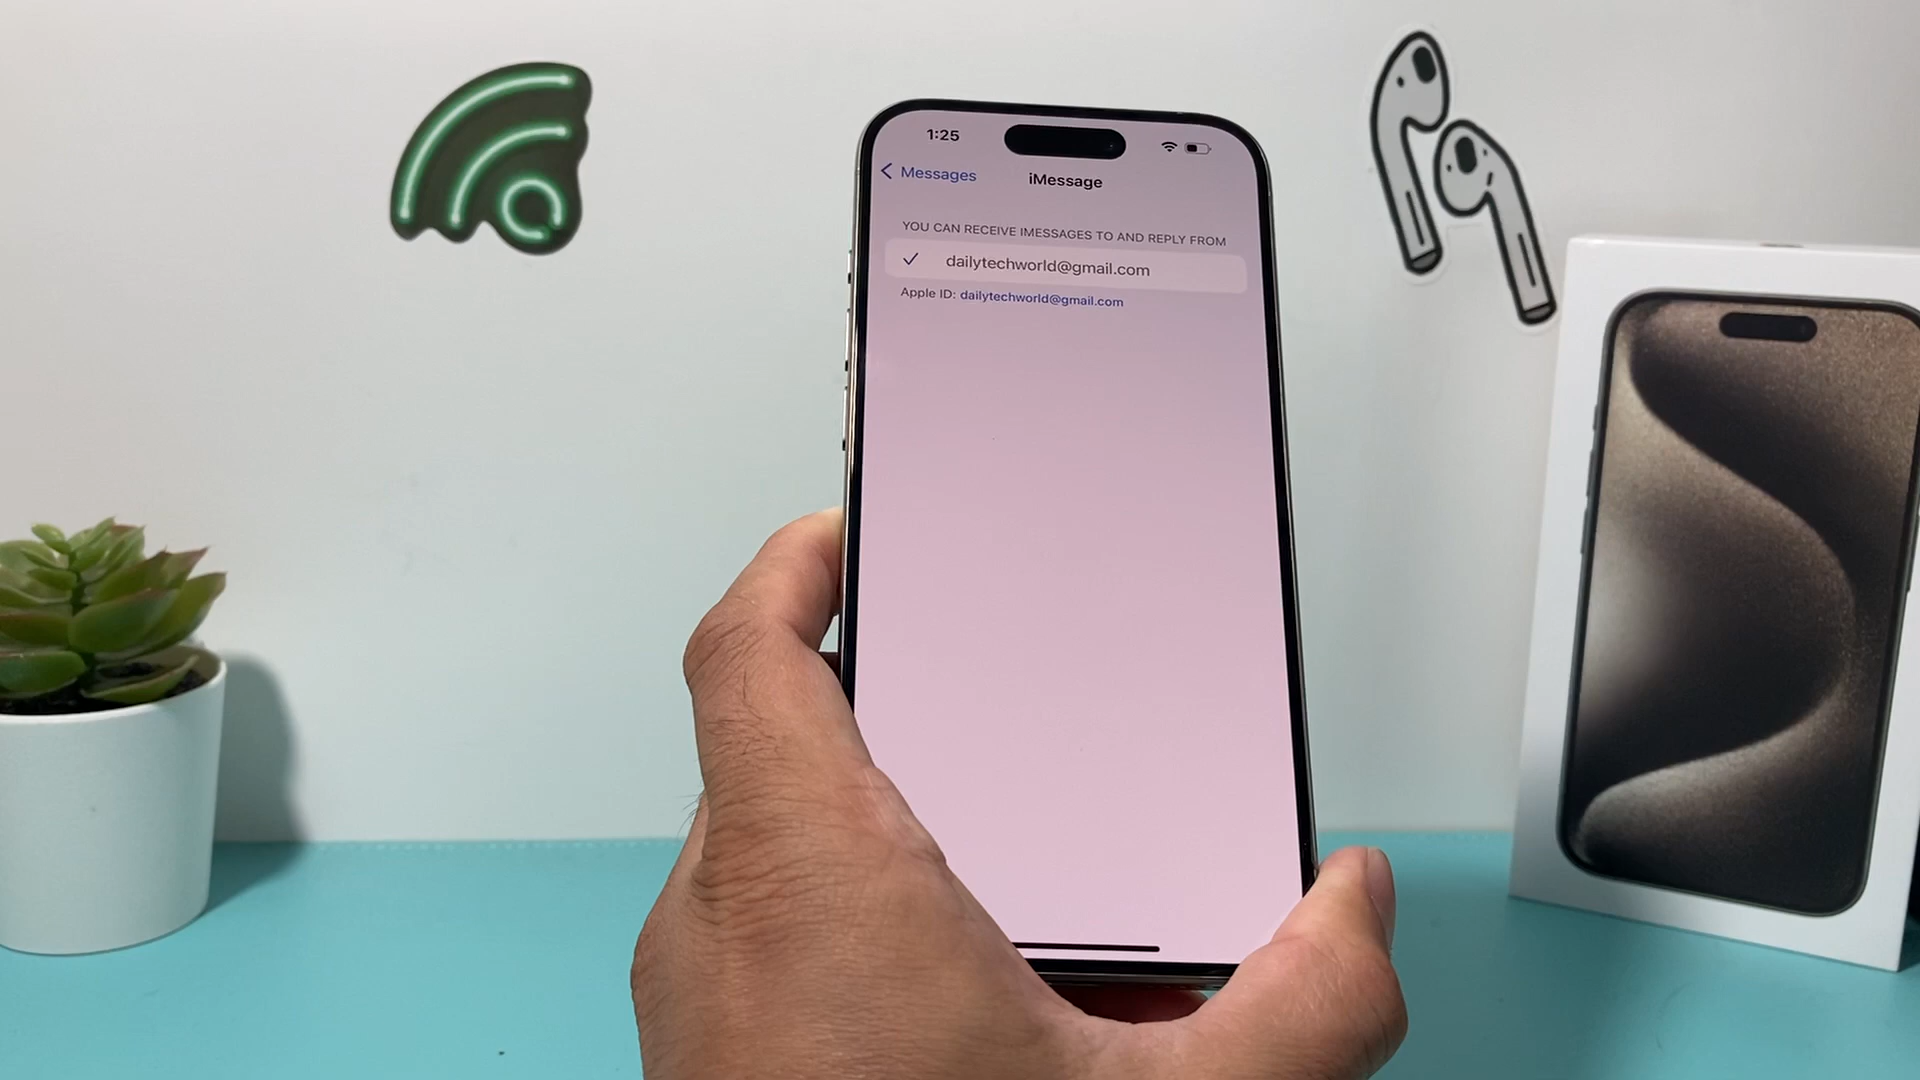 1:25
Messages
iMessage
YOU CAN RECEIVE IMESSAGES TO AND REPLY FROM
dailytechworld@gmail.com
Apple ID: dailytechworld@gmail.com